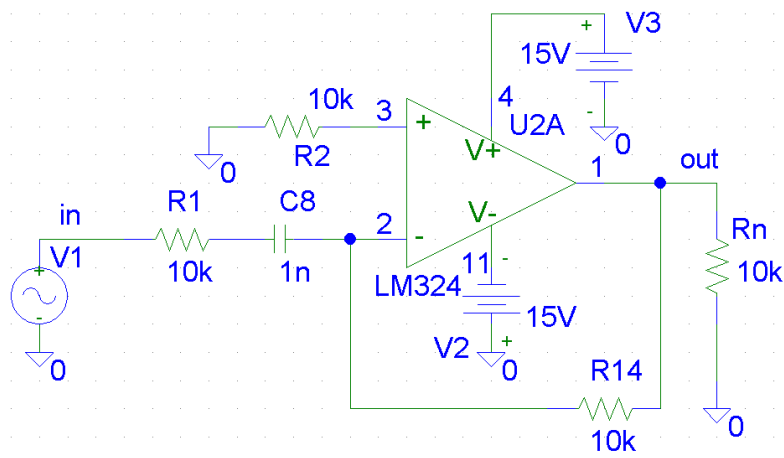 +
V3
15V
-
0
10k
3
R2
0
+
4
U2A
V+
1
out
in
R1
C8
2
-
V-
V1
+
-
0
10k
1n
LM324
11
-
15V
V2
+
0
Rn
10k
R14
10k
0